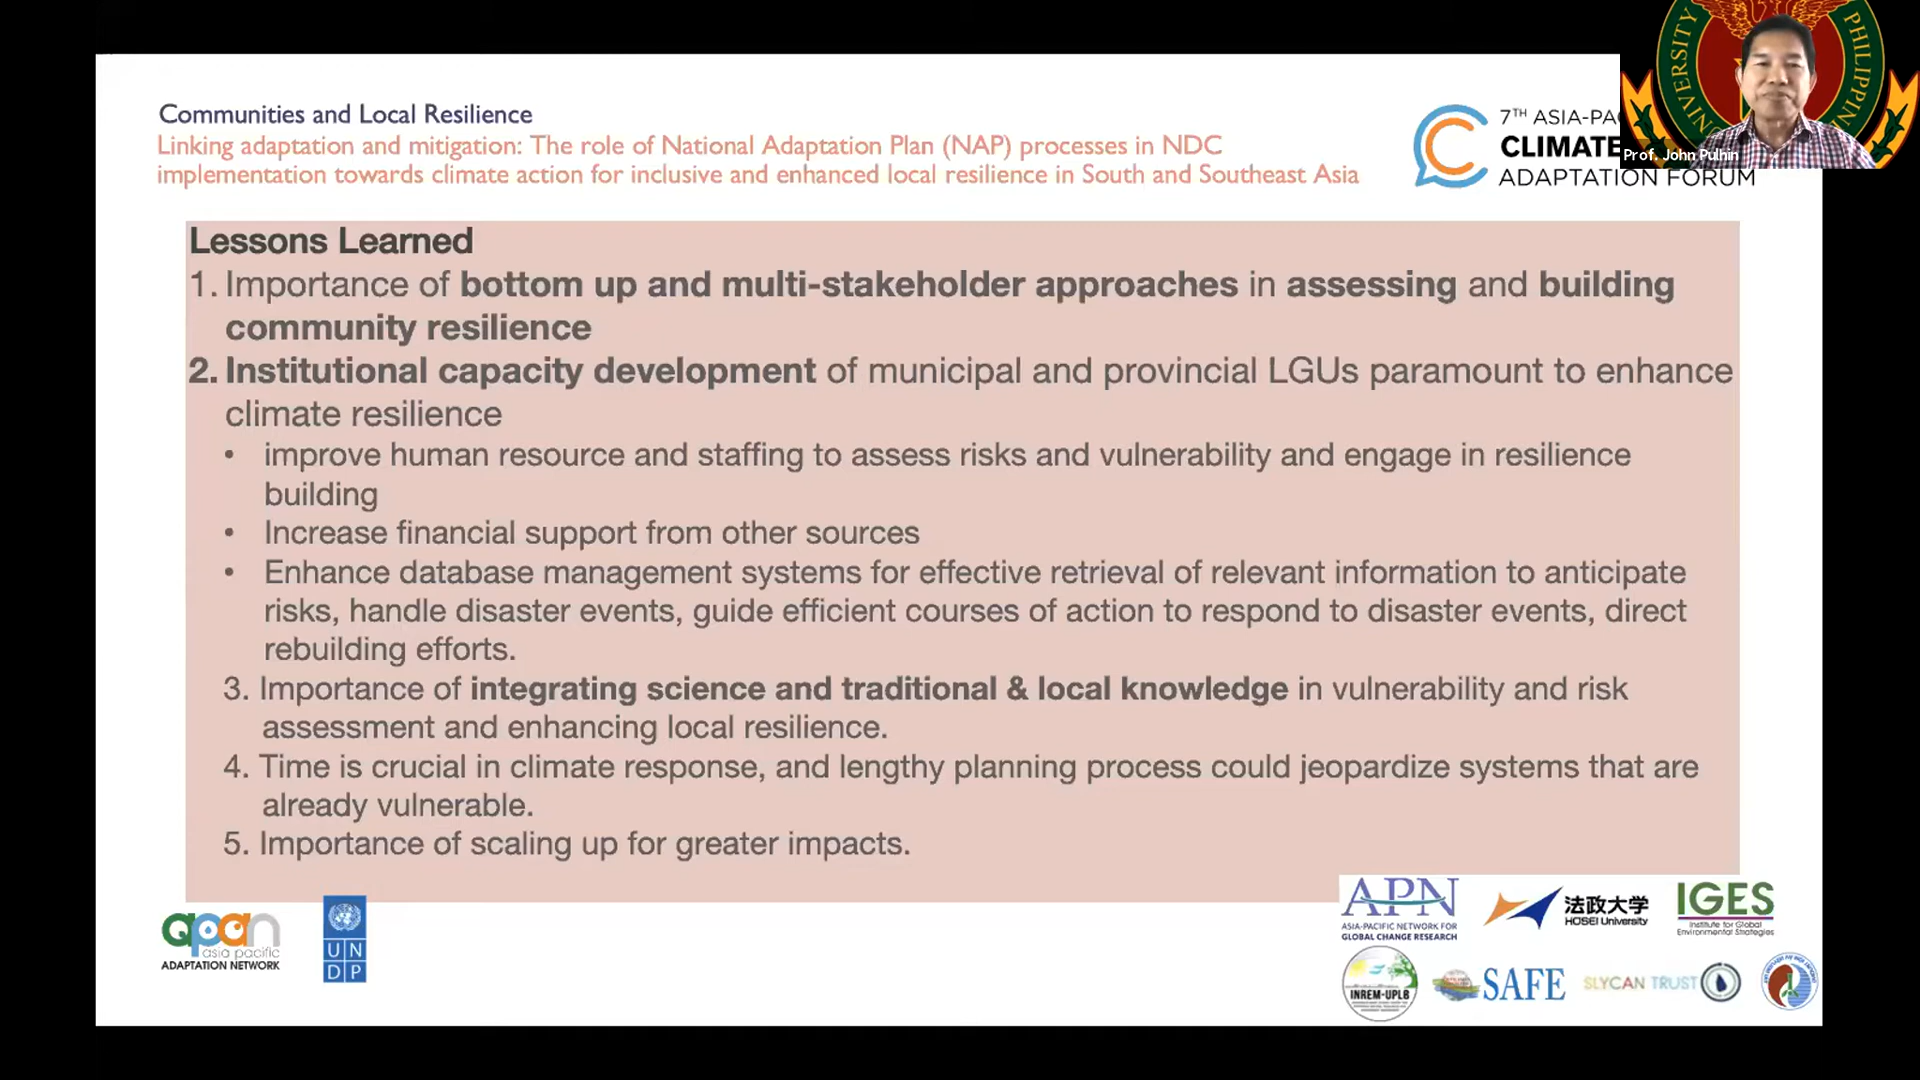 Communities and Local Resilience
Linking adaptation and mitigation: The role of National Adaptation Plan (NAP) processes in NDC
implementation towards climate action for inclusive and enhanced local resilience in South and Southeast Asia
7TH ASIA-PA
CLIMATE
ADAPTATION FORUM
UNIVERSITY
PHILIPPIN
Prof. John Pulhin
Lessons Learned
1. Importance of bottom up and multi-stakeholder approaches in assessing and building
community resilience
2. Institutional capacity development of municipal and provincial LGUs paramount to enhance
climate resilience
• improve human resource and staffing to assess risks and vulnerability and engage in resilience
building
• Increase financial support from other sources
• Enhance database management systems for effective retrieval of relevant information to anticipate
risks, handle disaster events, guide efficient courses of action to respond to disaster events, direct
rebuilding efforts.
3. Importance of integrating science and traditional & local knowledge in vulnerability and risk
assessment and enhancing local resilience.
4. Time is crucial in climate response, and lengthy planning process could jeopardize systems that are
already vulnerable.
5. Importance of scaling up for greater impacts.
apan
asia pacific
ADAPTATION NETWORK
U N
D P
APN
ASIA-PACIFIC NETWORK FOR
GLOBAL CHANGE RESEARCH
法政大学
HOSEI University
IGES
Institute for Global
Environmental Strategies
INREM-UPLB
SAFE
SLYCAN TRUST